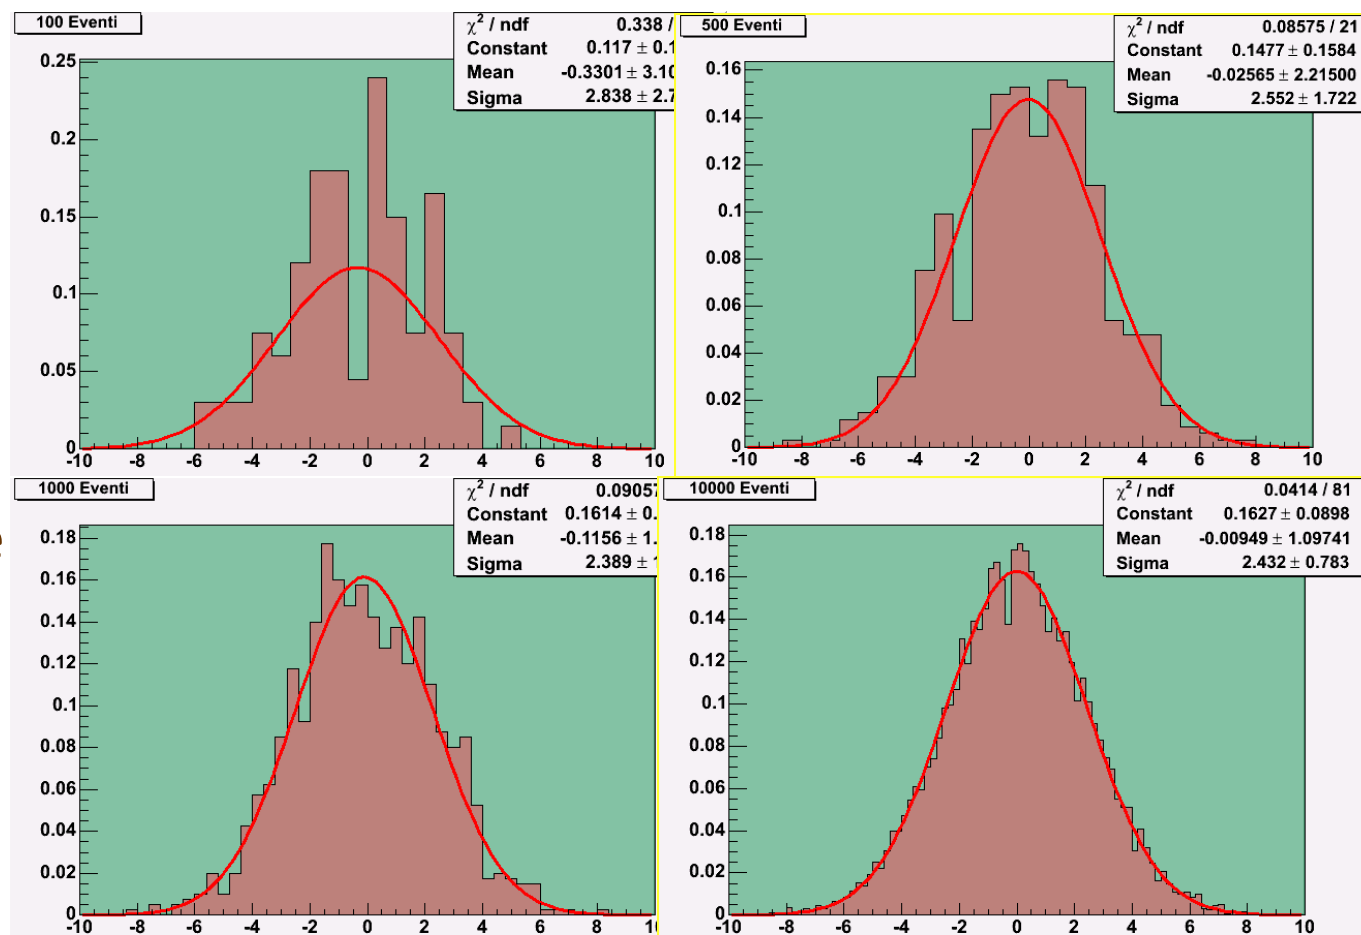 100 Eventi
χ² / ndf 0.338 /
Constant 0.117 ± 0.1
Mean -0.3301 ± 3.10
Sigma 2.838 ± 2.7
0.25
0.2
0.15
0.1
0.05
0
-10 -8 -6 -4 -2 0 2 4 6 8 10
500 Eventi
χ² / ndf 0.08575 / 21
Constant 0.1477 ± 0.1584
Mean -0.02565 ± 2.21500
Sigma 2.552 ± 1.722
0.16
0.14
0.12
0.1
0.08
0.06
0.04
0.02
0
-10 -8 -6 -4 -2 0 2 4 6 8 10
e
1000 Eventi
χ² / ndf 0.09057
Constant 0.1614 ± 0.
Mean -0.1156 ± 1.
Sigma 2.389 ± 1
0.18
0.16
0.14
0.12
0.1
0.08
0.06
0.04
0.02
0
-10 -8 -6 -4 -2 0 2 4 6 8
10000 Eventi
χ² / ndf 0.0414 / 81
Constant 0.1627 ± 0.0898
Mean -0.00949 ± 1.09741
Sigma 2.432 ± 0.783
0.18
0.16
0.14
0.12
0.1
0.08
0.06
0.04
0.02
0
-10 -8 -6 -4 -2 0 2 4 6 8 10